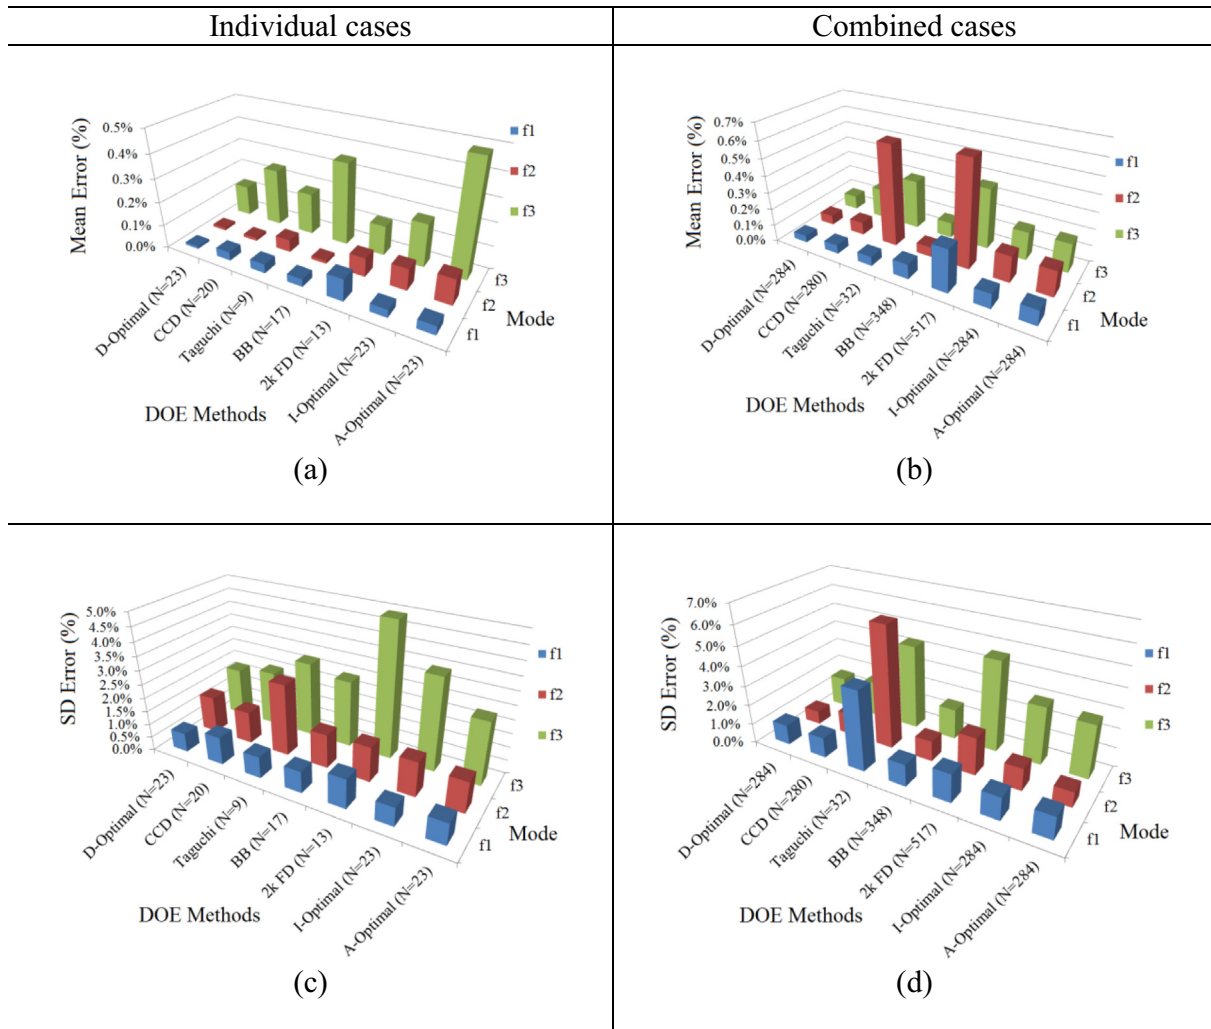 Individual cases
Combined cases
Mean Error (%)
0.5%
0.4%
0.3%
0.2%
0.1%
0.0%
D-Optimal (N=23)
CCD (N=20)
Taguchi (N=9)
BB (N=17)
2k FD (N=13)
I-Optimal (N=23)
A-Optimal (N=23)
DOE Methods
f1
f2
f3
f3
f2
f1
Mode
(a)
Mean Error (%)
0.7%
0.6%
0.5%
0.4%
0.3%
0.2%
0.1%
0.0%
D-Optimal (N=284)
CCD (N=280)
Taguchi (N=32)
BB (N=348)
2k FD (N=517)
I-Optimal (N=284)
A-Optimal (N=284)
DOE Methods
f1
f2
f3
f3
f2
f1
Mode
(b)
SD Error (%)
5.0%
4.5%
4.0%
3.5%
3.0%
2.5%
2.0%
1.5%
1.0%
0.5%
0.0%
D-Optimal (N=23)
CCD (N=20)
Taguchi (N=9)
BB (N=17)
2k FD (N=13)
I-Optimal (N=23)
A-Optimal (N=23)
DOE Methods
f1
f2
f3
f3
f2
f1
Mode
(c)
SD Error (%)
7.0%
6.0%
5.0%
4.0%
3.0%
2.0%
1.0%
0.0%
D-Optimal (N=284)
CCD (N=280)
Taguchi (N=32)
BB (N=348)
2k FD (N=517)
I-Optimal (N=284)
A-Optimal (N=284)
DOE Methods
f1
f2
f3
f3
f2
f1
Mode
(d)